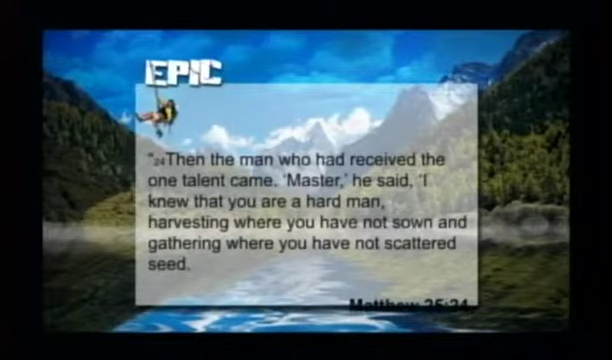 EPIC
"24Then the man who had received the
one talent came. 'Master,' he said, 'I
knew that you are a hard man,
harvesting where you have not sown and
gathering where you have not scattered
seed.
Matthew 25:24